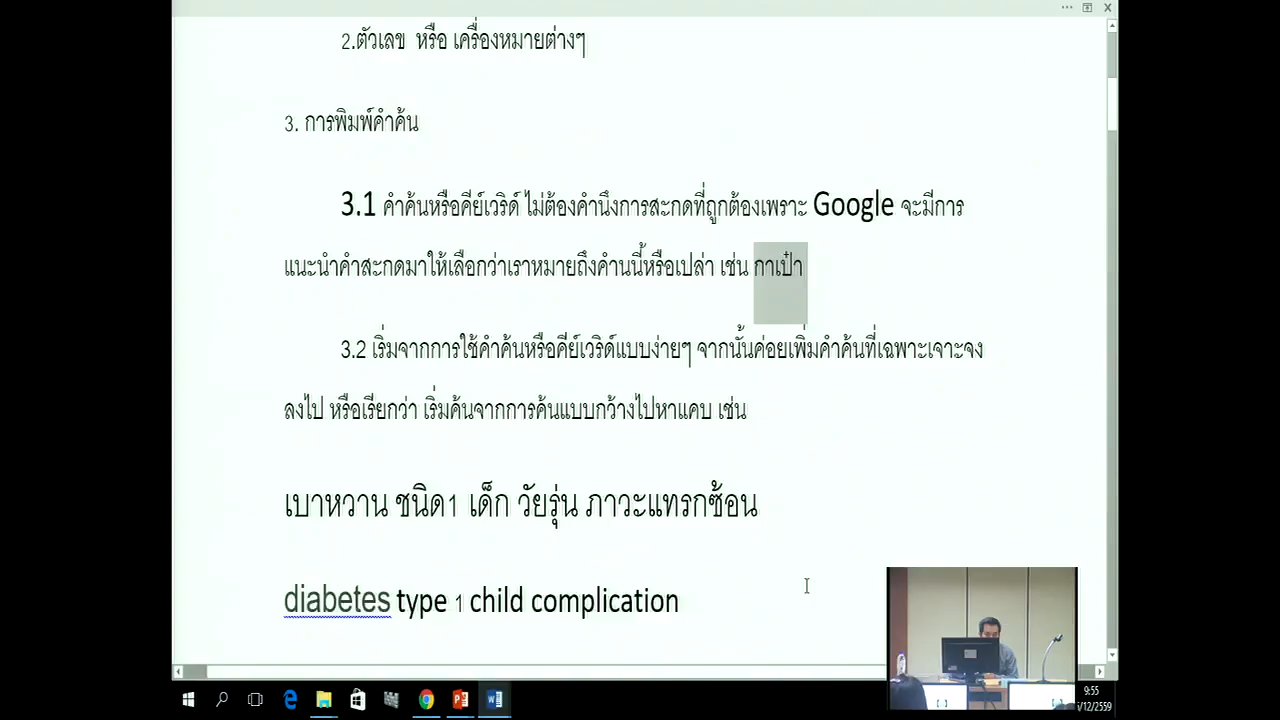 2.ตัวเลข หรือ เครื่องหมายต่างๆ
3. การพิมพ์คำค้น
3.1 คำค้นหรือคีย์เวิร์ด ไม่ต้องคำนึงการสะกดที่ถูกต้องเพราะ Google จะมีการ
แนะนำคำสะกดมาให้เลือกว่าเราหมายถึงคำนนี้หรือเปล่า เช่น กาเป๋า
3.2 เริ่มจากการใช้คำค้นหรือคีย์เวิร์ดแบบง่ายๆ จากนั้นค่อยเพิ่มคำค้นที่เฉพาะเจาะจง
ลงไป หรือเรียกว่า เริ่มค้นจากการค้นแบบกว้างไปหาแคบ เช่น
เบาหวาน ชนิด1 เด็ก วัยรุ่น ภาวะแทรกซ้อน
diabetes type 1 child complication
9:55
/12/2559